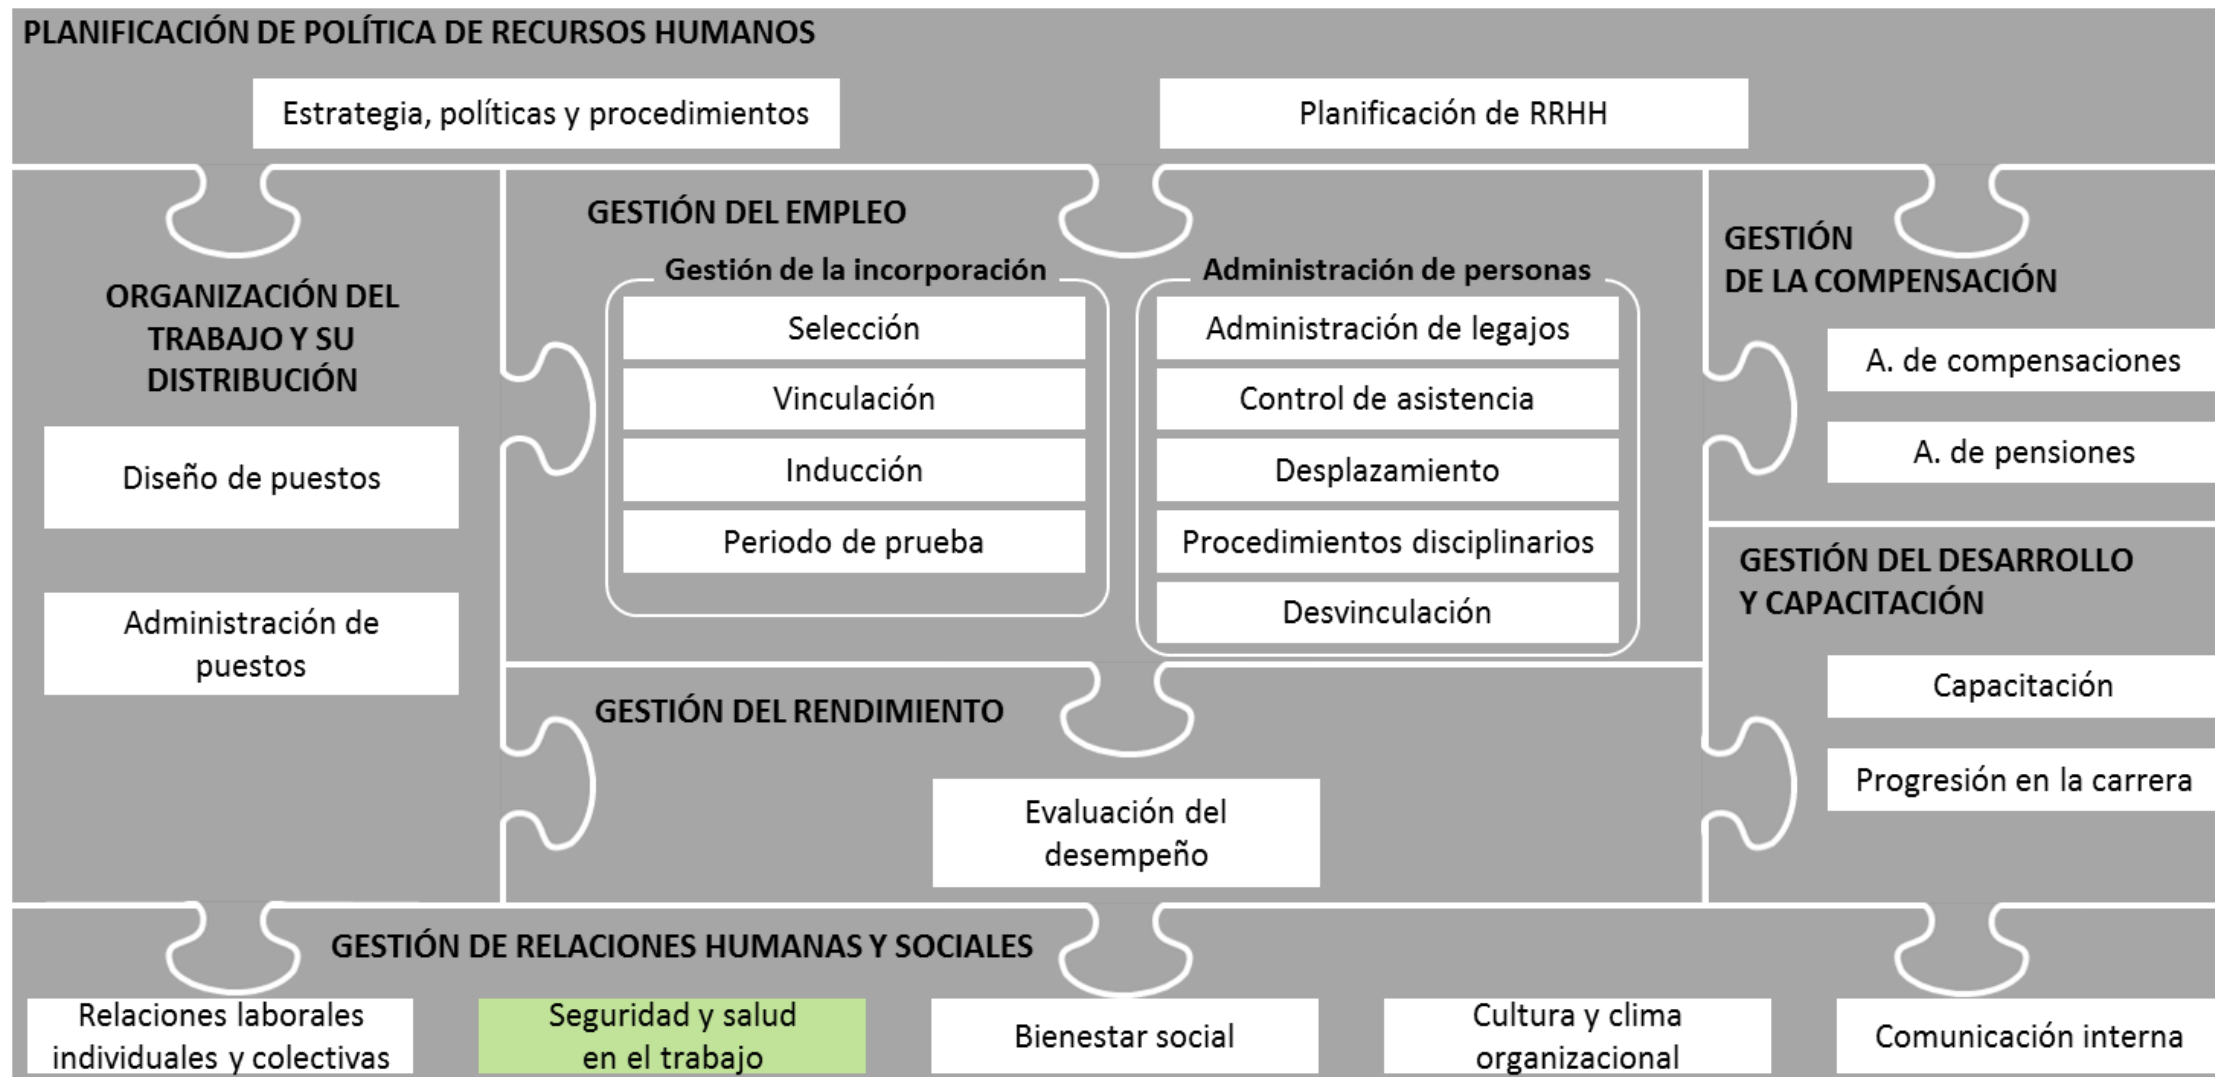 PLANIFICACIÓN DE POLÍTICA DE RECURSOS HUMANOS
Estrategia, políticas y procedimientos
Planificación de RRHH
ORGANIZACIÓN DEL
TRABAJO Y SU
DISTRIBUCIÓN
Diseño de puestos
Administración de
puestos
GESTIÓN DEL EMPLEO
Gestión de la incorporación
Selección
Vinculación
Inducción
Periodo de prueba
Administración de personas
Administración de legajos
Control de asistencia
Desplazamiento
Procedimientos disciplinarios
Desvinculación
GESTIÓN
DE LA COMPENSACIÓN
A. de compensaciones
A. de pensiones
GESTIÓN DEL RENDIMIENTO
Evaluación del
desempeño
GESTIÓN DEL DESARROLLO
Y CAPACITACIÓN
Capacitación
Progresión en la carrera
GESTIÓN DE RELACIONES HUMANAS Y SOCIALES
Relaciones laborales
individuales y colectivas
Seguridad y salud
en el trabajo
Bienestar social
Cultura y clima
organizacional
Comunicación interna